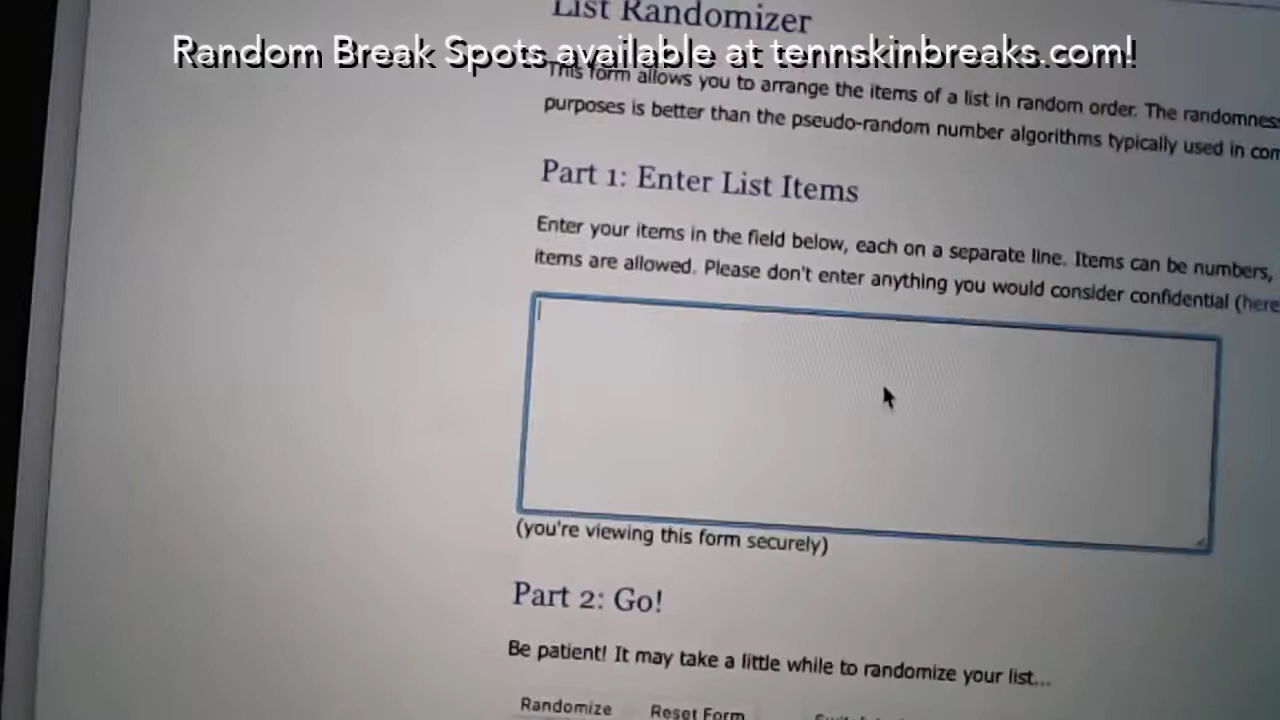 List Randomizer
Random Break Spots available at tennskinbreaks.com!
This form allows you to arrange the items of a list in random order. The randomness
purposes is better than the pseudo-random number algorithms typically used in com
Part 1: Enter List Items
Enter your items in the field below, each on a separate line. Items can be numbers,
items are allowed. Please don't enter anything you would consider confidential (here
(you're viewing this form securely)
Part 2: Go!
Be patient! It may take a little while to randomize your list...
Randomize Reset Form